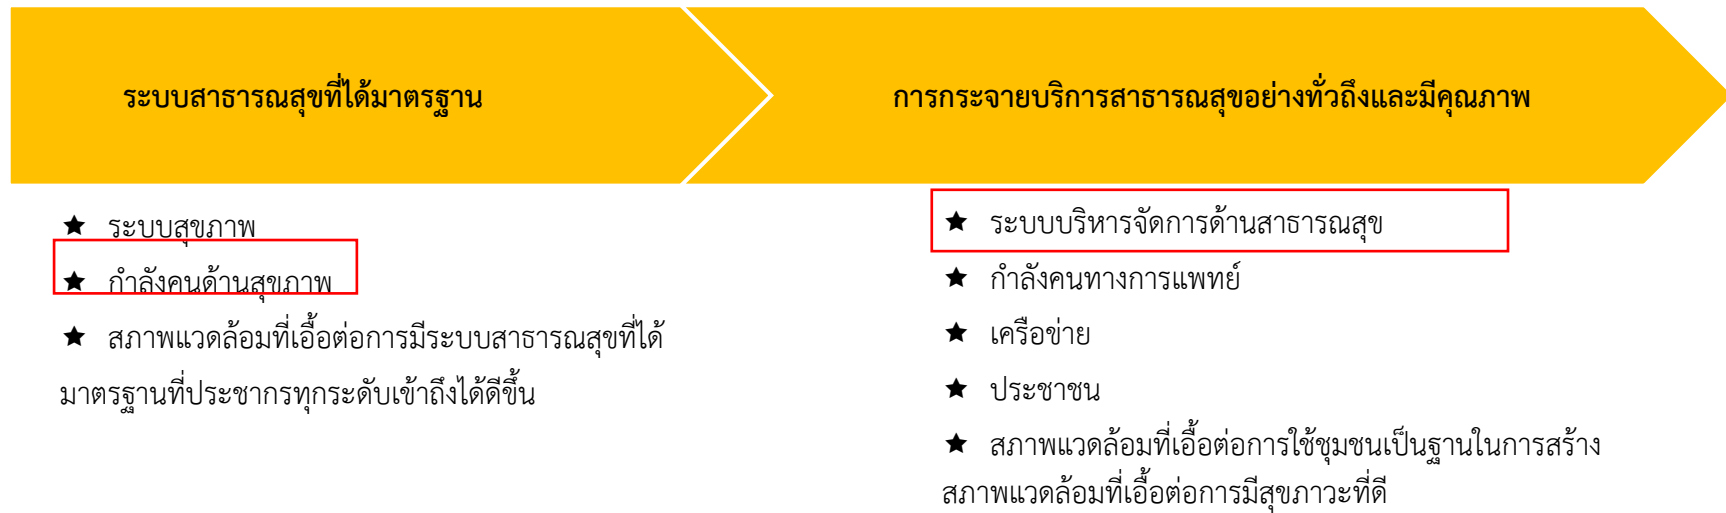 ระบบสาธารณสุขที่ได้มาตรฐาน
การกระจายบริการสาธารณสุขอย่างทั่วถึงและมีคุณภาพ
★ ระบบสุขภาพ
★ กำลังคนด้านสุขภาพ
★ สภาพแวดล้อมที่เอื้อต่อการมีระบบสาธารณสุขที่ได้
มาตรฐานที่ประชากรทุกระดับเข้าถึงได้ดีขึ้น
★ ระบบบริหารจัดการด้านสาธารณสุข
★ กำลังคนทางการแพทย์
★ เครือข่าย
★ ประชาชน
★ สภาพแวดล้อมที่เอื้อต่อการใช้ชุมชนเป็นฐานในการสร้าง
สภาพแวดล้อมที่เอื้อต่อการมีสุขภาวะที่ดี